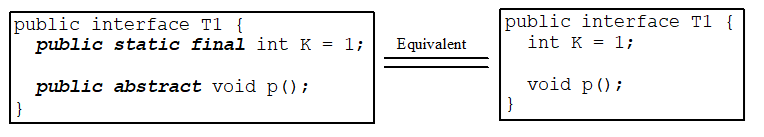 public interface T1 {
public static final int K = 1;
public abstract void p();
}
Equivalent
public interface T1 {
int K = 1;
void p();
}